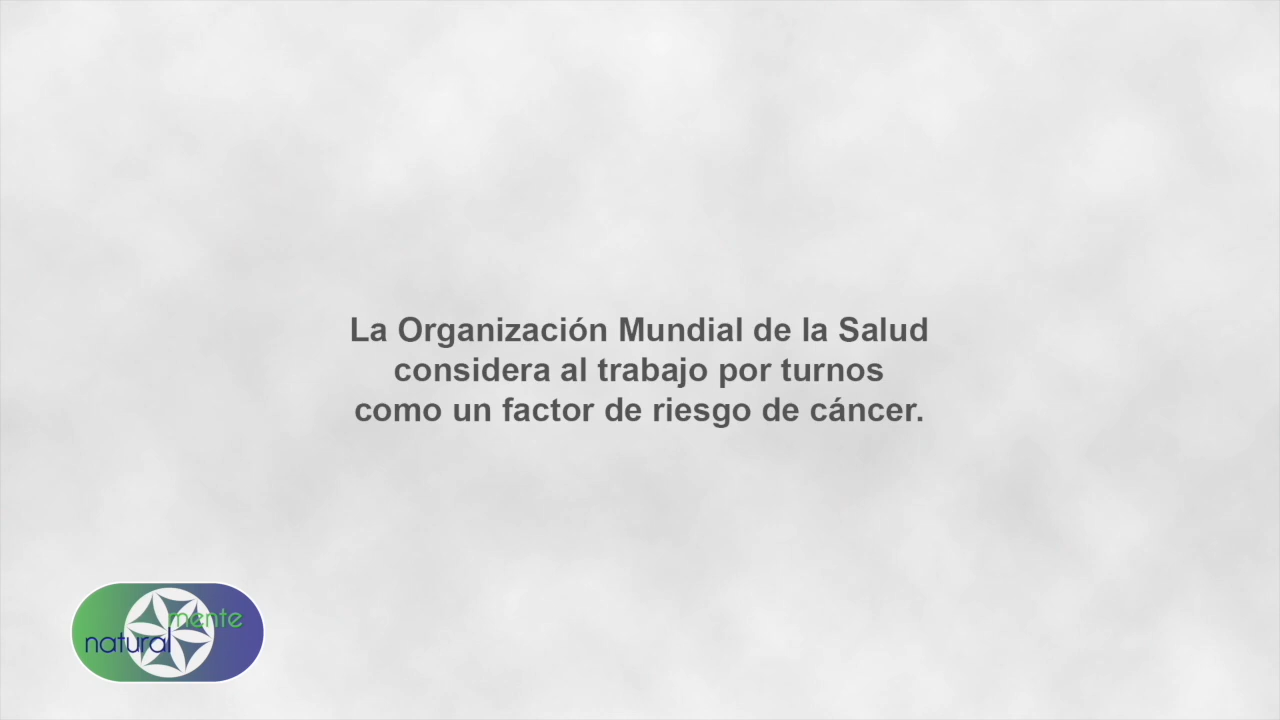 La Organización Mundial de la Salud
considera al trabajo por turnos
como un factor de riesgo de cáncer.
natural
mente